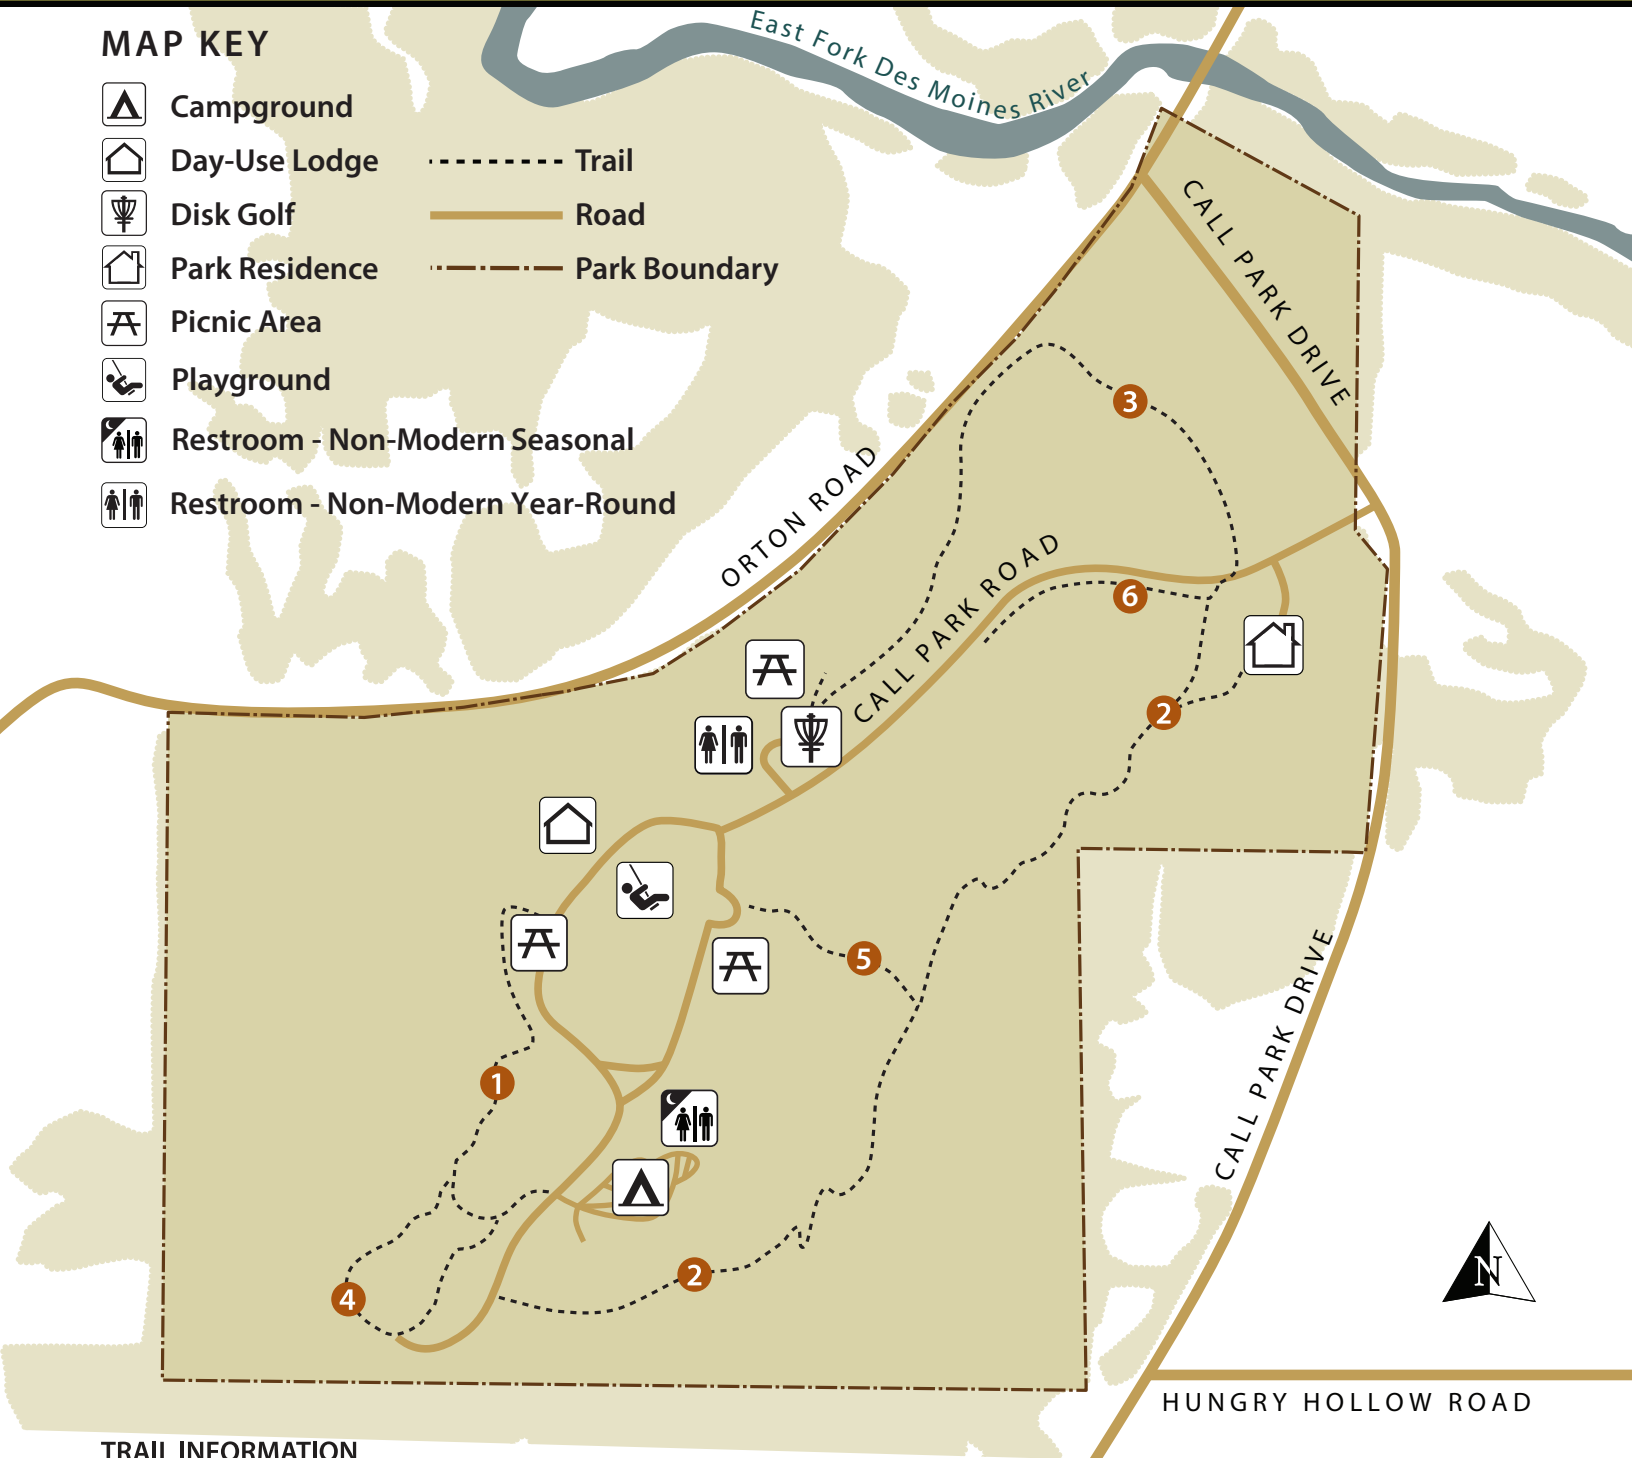 MAP KEY
Campground
Day-Use Lodge
Disk Golf
Park Residence
Picnic Area
Playground
Restroom - Non-Modern Seasonal
Restroom - Non-Modern Year-Round
Trail
Road
Park Boundary
East Fork Des Moines River
CALL PARK DRIVE
3
ORTON ROAD
CALL PARK ROAD
6
2
5
1
CALL PARK DRIVE
2
4
N
HUNGRY HOLLOW ROAD
TRAIL INFORMATION